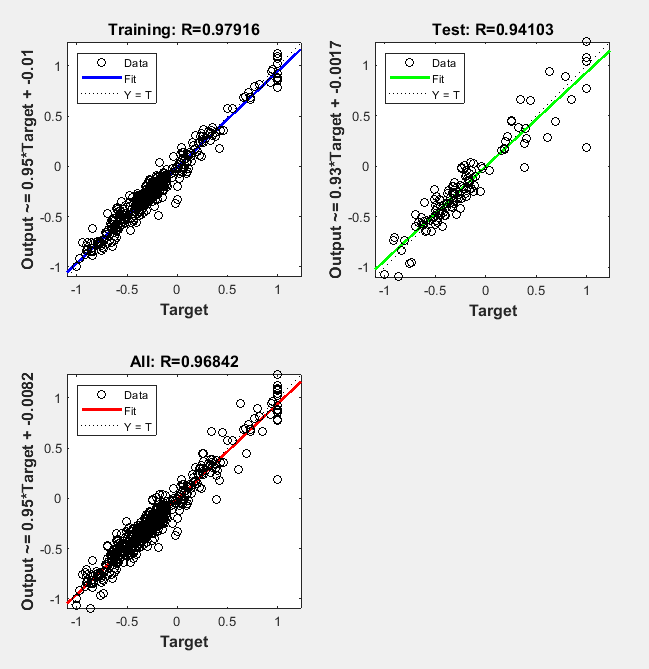 Training: R=0.97916
Output ~= 0.95*Target + -0.01
Data
Fit
Y = T
1
0.5
0
-0.5
-1
-1 -0.5 0 0.5 1
Target
Test: R=0.94103
Output ~= 0.93*Target + -0.0017
Data
Fit
Y = T
1
0.5
0
-0.5
-1
-1 -0.5 0 0.5 1
Target
All: R=0.96842
Output ~= 0.95*Target + -0.0082
Data
Fit
Y = T
1
0.5
0
-0.5
-1
-1 -0.5 0 0.5 1
Target